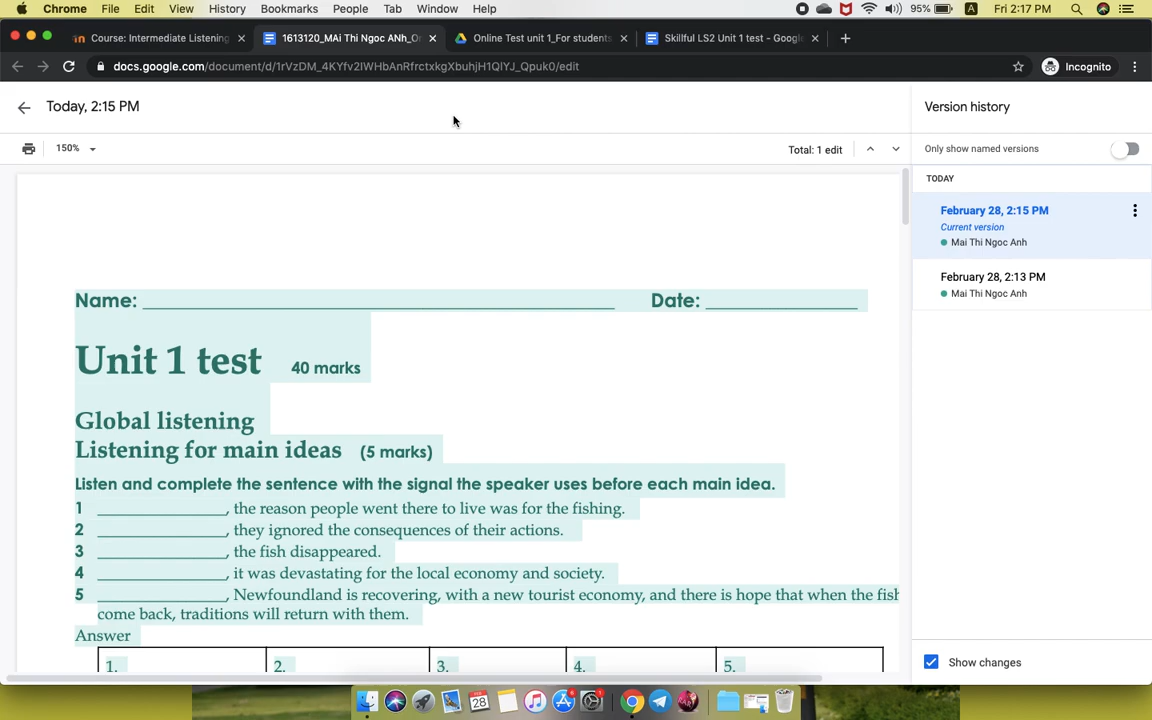 Chrome File Edit View History Bookmarks People Tab Window Help 95% A Fri 2:17 PM
Course: Intermediate Listening 1613120_MAi Thi Ngoc ANh_O Online Test unit 1_For students Skillful LS2 Unit 1 test - Google
docs.google.com/document/d/1rVzDM_4KYfv2IWHbAnRfrctxkgXbuhjH1QIYJ_Qpuk0/edit Incognito
Today, 2:15 PM
Version history
150%
Total: 1 edit
Only show named versions
TODAY
February 28, 2:15 PM
Current version
Mai Thi Ngoc Anh
February 28, 2:13 PM
Mai Thi Ngoc Anh
Name: Date:
Unit 1 test 40 marks
Global listening
Listening for main ideas (5 marks)
Listen and complete the sentence with the signal the speaker uses before each main idea.
1 ____________, the reason people went there to live was for the fishing.
2 ____________, they ignored the consequences of their actions.
3 ____________, the fish disappeared.
4 ____________, it was devastating for the local economy and society.
5 ____________, Newfoundland is recovering, with a new tourist economy, and there is hope that when the fish
come back, traditions will return with them.
Answer
1. 2. 3. 4. 5.
Show changes
28